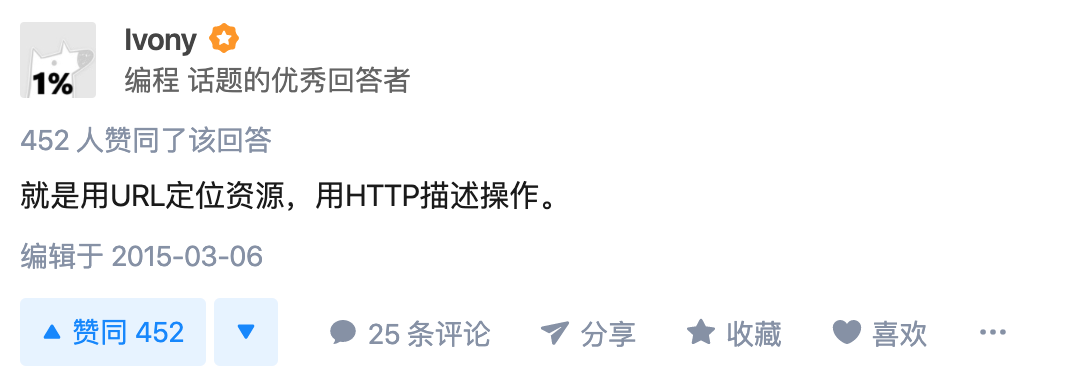 Ivony
1%
编程 话题的优秀回答者
452 人赞同了该回答
就是用URL定位资源，用HTTP描述操作。
编辑于 2015-03-06
赞同 452
25 条评论
分享
收藏
喜欢